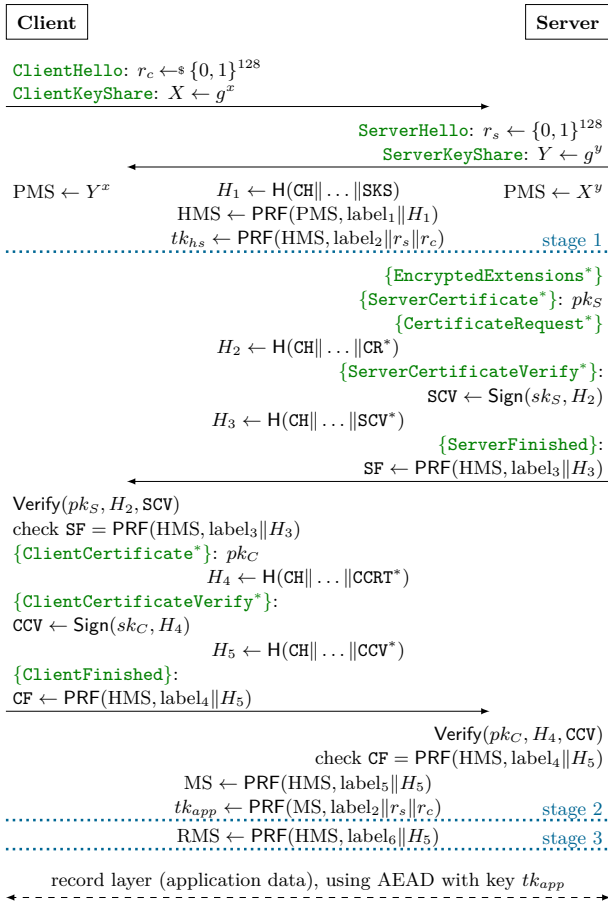 Client Server
ClientHello: r_c ←$ {0, 1}^128
ClientKeyShare: X ← g^x
ServerHello: r_s ← {0, 1}^128
ServerKeyShare: Y ← g^y
PMS ← Y^x H_1 ← H(CH‖ . . . ‖SKS) PMS ← X^y
HMS ← PRF(PMS, label_1‖H_1)
tk_hs ← PRF(HMS, label_2‖r_s‖r_c) stage 1
{EncryptedExtensions*}
{ServerCertificate*}: pk_S
{CertificateRequest*}
H_2 ← H(CH‖ . . . ‖CR*)
{ServerCertificateVerify*}:
SCV ← Sign(sk_S, H_2)
H_3 ← H(CH‖ . . . ‖SCV*)
{ServerFinished}:
SF ← PRF(HMS, label_3‖H_3)
Verify(pk_S, H_2, SCV)
check SF = PRF(HMS, label_3‖H_3)
{ClientCertificate*}: pk_C
H_4 ← H(CH‖ . . . ‖CCRT*)
{ClientCertificateVerify*}:
CCV ← Sign(sk_C, H_4)
H_5 ← H(CH‖ . . . ‖CCV*)
{ClientFinished}:
CF ← PRF(HMS, label_4‖H_5)
Verify(pk_C, H_4, CCV)
check CF = PRF(HMS, label_4‖H_5)
MS ← PRF(HMS, label_5‖H_5)
tk_app ← PRF(MS, label_2‖r_s‖r_c) stage 2
RMS ← PRF(HMS, label_6‖H_5) stage 3
record layer (application data), using AEAD with key tk_app